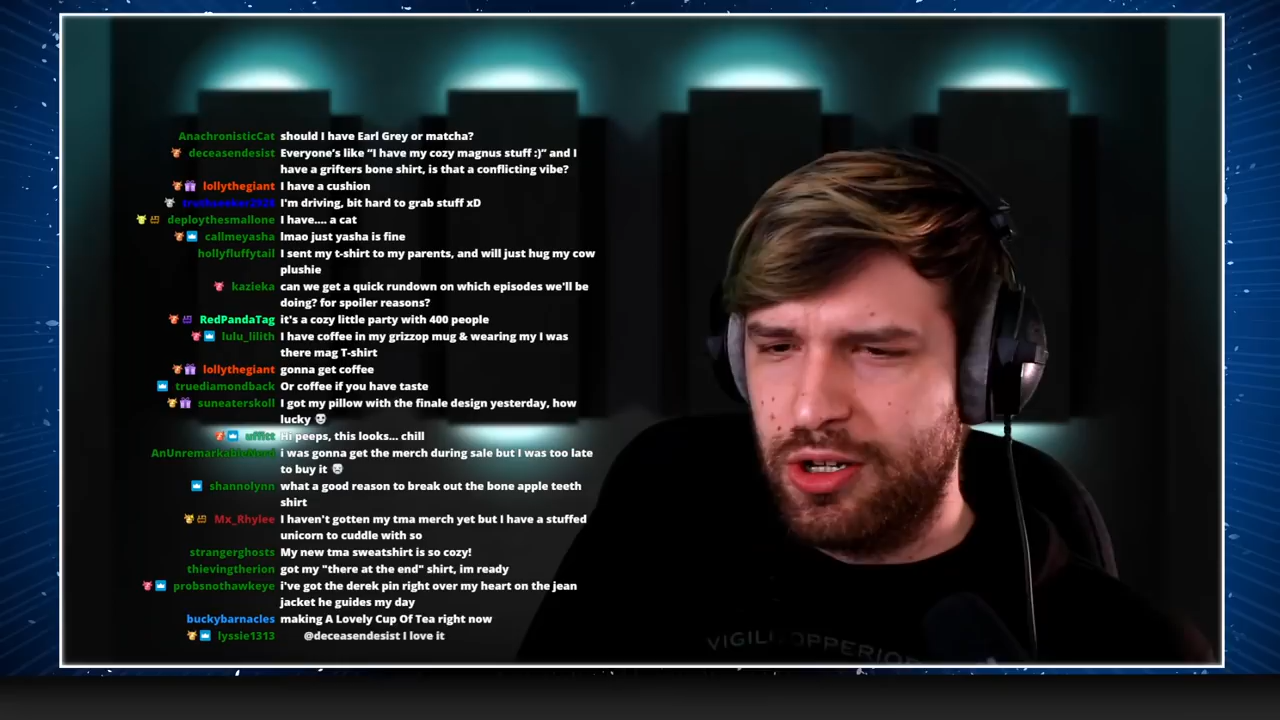 AnachronisticCat should I have Earl Grey or matcha?
deceasendesist Everyone's like “I have my cozy magnus stuff :)” and I
have a grifters bone shirt, is that a conflicting vibe?
lollythegiant I have a cushion
I'm driving, bit hard to grab stuff xD
deploythesmallone I have.... a cat
callmeyasha lmao just yasha is fine
hollyfluffytail I sent my t-shirt to my parents, and will just hug my cow
plushie
kazieka can we get a quick rundown on which episodes we'll be
doing? for spoiler reasons?
RedPandaTag it's a cozy little party with 400 people
lulu_lilith I have coffee in my grizzop mug & wearing my I was
there mag T-shirt
lollythegiant gonna get coffee
truediamondback Or coffee if you have taste
suneaterskoll I got my pillow with the finale design yesterday, how
lucky
Hi peeps, this looks... chill
AnUnremarkableNerd i was gonna get the merch during sale but I was too late
to buy it
shannolynn what a good reason to break out the bone apple teeth
shirt
Mx_Rhylee I haven't gotten my tma merch yet but I have a stuffed
unicorn to cuddle with so
strangerghosts My new tma sweatshirt is so cozy!
thievingtherion got my "there at the end" shirt, im ready
probsnothawkeye i've got the derek pin right over my heart on the jean
jacket he guides my day
buckybarnacles making A Lovely Cup Of Tea right now
lyssie1313 @deceasendesist I love it
VIGILO OPPERIOR